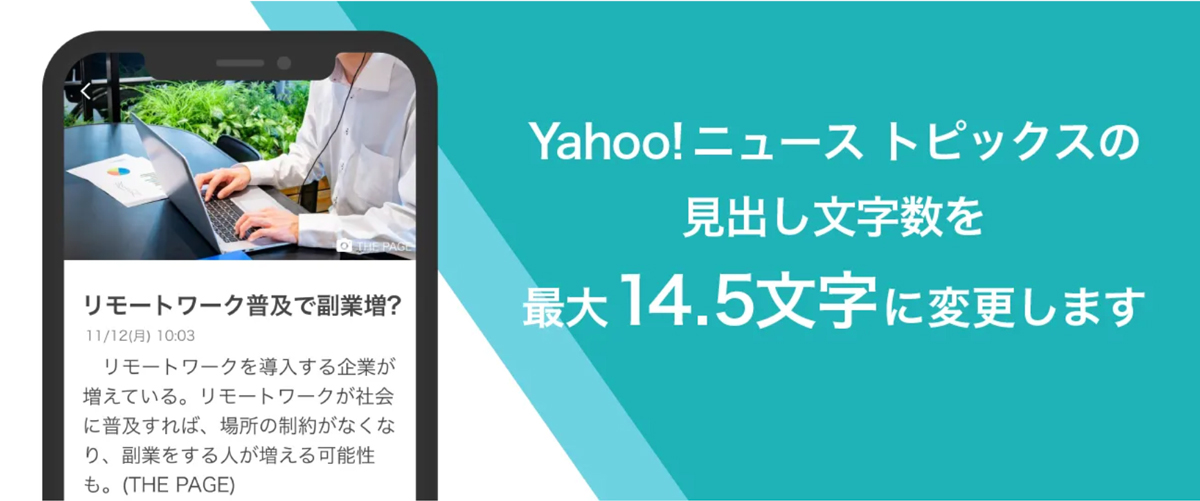 THE PAGE
リモートワーク普及で副業増?
11/12(月) 10:03
リモートワークを導入する企業が
増えている。リモートワークが社会
に普及すれば、場所の制約がなくな
り、副業をする人が増える可能性
も。(THE PAGE)
Yahoo!ニュース トピックスの
見出し文字数を
最大14.5文字に変更します